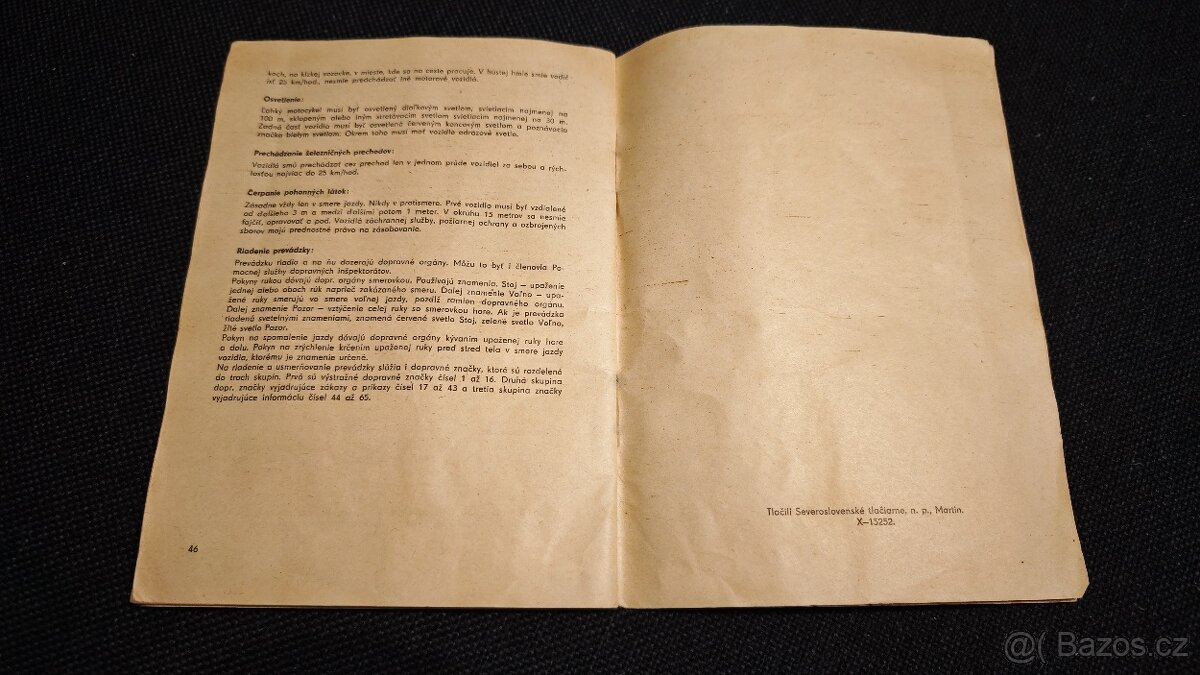 kach, na klzkej vozovke, v mieste, kde sa na ceste pracuje. V hustej hmle smie vodič
ísť 25 km/hod., nesmie predchádzať iné motorové vozidlá.
Osvetlenie:
Ľahký motocykel musí byť osvetlený diaľkovým svetlom, svietiacim najmenej na
100 m, sklopeným alebo iným stretávacím svetlom svietiacim najmenej na 30 m.
Zadná časť vozidla musí byť osvetlená červeným koncovým svetlom a poznávacia
značka bielym svetlom. Okrem toho musí mať vozidlo odrazové svetlo.
Prechádzanie železničných prechodov:
Vozidlá smú prechádzať cez prechod len v jednom prúde vozidiel za sebou a rých-
losťou najviac do 25 km/hod.
Čerpanie pohonných látok:
Zásadne vždy len v smere jazdy. Nikdy v protismere. Prvé vozidlo musí byť vzdialené
od ďalšieho 3 m a medzi ďalšími potom 1 meter. V okruhu 15 metrov sa nesmie
fajčiť, opravovať a pod. Vozidlá záchrannej služby, požiarnej ochrany a ozbrojených
sborov majú prednostné právo na zásobovanie.
Riadenie prevádzky:
Prevádzku riadia a na ňu dozerajú dopravné orgány. Môžu to byť i členovia Po-
mocnej služby dopravných inšpektorátov.
Pokyny rukou dávajú dopr. orgány smerovkou. Používajú znamenia. Stoj – upaženie
jednej alebo oboch rúk naprieč zakázaného smeru. Ďalej znamenie Voľno – upa-
žené ruky smerujú vo smere voľnej jazdy, pozdĺž ramien dopravného orgánu.
Ďalej znamenie Pozor – vztýčenie celej ruky so smerovkou hore. Ak je prevádzka
riadená svetelnými znameniami, znamená červené svetlo Stoj, zelené svetlo Voľno,
žlté svetlo Pozor.
Pokyn na spomalenie jazdy dávajú dopravné orgány kývaním upaženej ruky hore
a dolu. Pokyn na zrýchlenie krčením upaženej ruky pred stred tela v smere jazdy
vozidla, ktorému je znamenie určené.
Na riadenie a usmerňovanie prevádzky slúžia i dopravné značky, ktoré sú rozdelené
do troch skupín. Prvá sú výstražné dopravné značky čísel 1 až 16. Druhá skupina
dopr. značky vyjadrujúce zákazy a príkazy čísel 17 až 43 a tretia skupina značky
vyjadrujúce informáciu čísel 44 až 65.
46
Tlačili Severoslovenské tlačiarne, n. p., Martin.
X—15252.
@( Bazos.cz